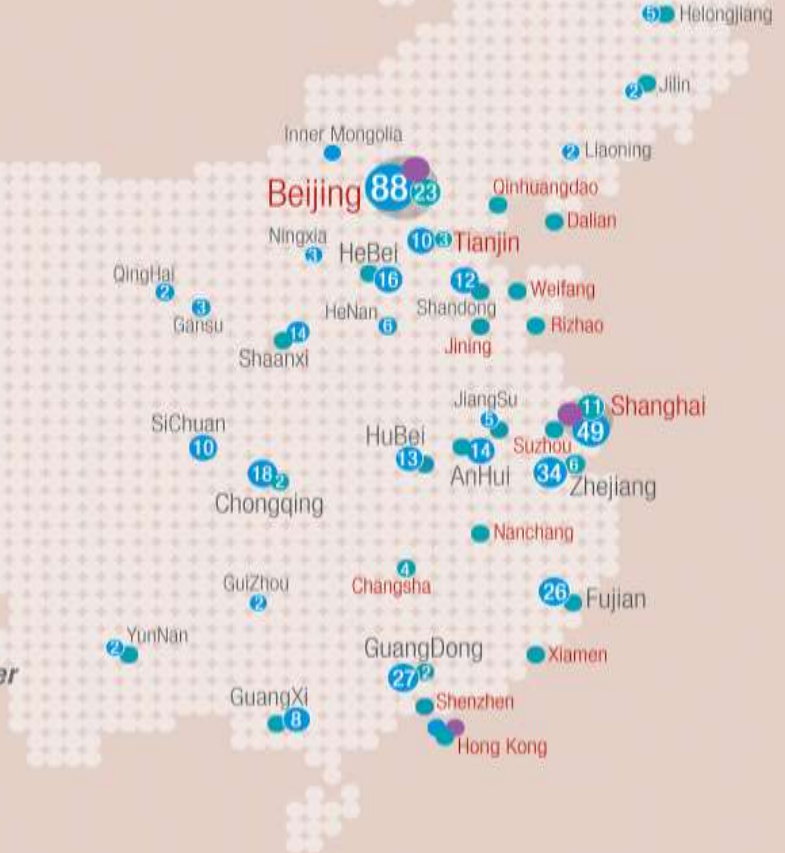 5 Helongjiang
2 Jilin
Inner Mongolia
2 Liaoning
Beijing 88 23
Qinhuangdao
Dalian
Ningxia
3
10 3 Tianjin
HeBei
16
QingHai
2
12
Shandong
Weifang
3
Gansu
HeNan 6
Rizhao
Jining
14
Shaanxi
JiangSu
5
11 Shanghai
49
SiChuan
10
HuBei
13
14
AnHui
Suzhou
34 6
Zhejiang
18 2
Chongqing
Nanchang
4
Changsha
GuiZhou
2
26 Fujian
2 YunNan
er
GuangDong
27 2
Xiamen
GuangXi
8
Shenzhen
Hong Kong